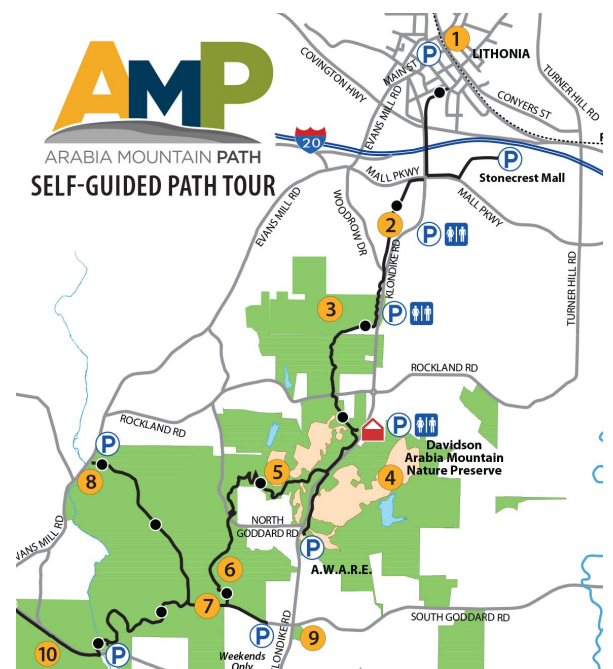 AMP
ARABIA MOUNTAIN PATH
SELF-GUIDED PATH TOUR
1
P
LITHONIA
MAIN ST
COVINGTON HWY
EVANS MILL RD
CONYERS ST
TURNER HILL RD
20
P
Stonecrest Mall
MALL PKWY
MALL PKWY
EVANS MILL RD
WOODROW DR
2
P
KLONDIKE RD
TURNER HILL RD
3
P
ROCKLAND RD
ROCKLAND RD
P
Davidson
Arabia Mountain
Nature Preserve
P
8
5
4
NORTH
GODDARD RD
VANS MILL RD
P
A.W.A.R.E.
6
7
SOUTH GODDARD RD
P
9
LONDIKE RD
Weekends
Only
10
P